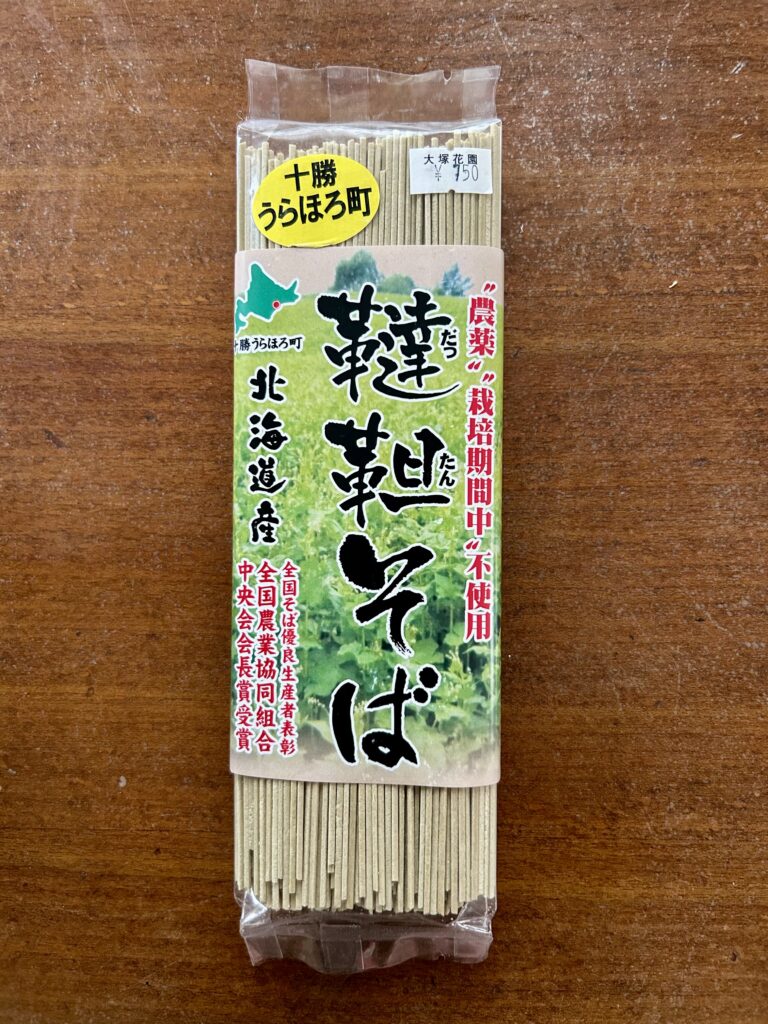 十勝
うらほろ町
大塚花園
￥750
"農薬""栽培期間中"不使用
韃靼そば
だったん
十勝うらほろ町
北海道産
全国そば優良生産者表彰
全国農業協同組合
中央会会長賞受賞